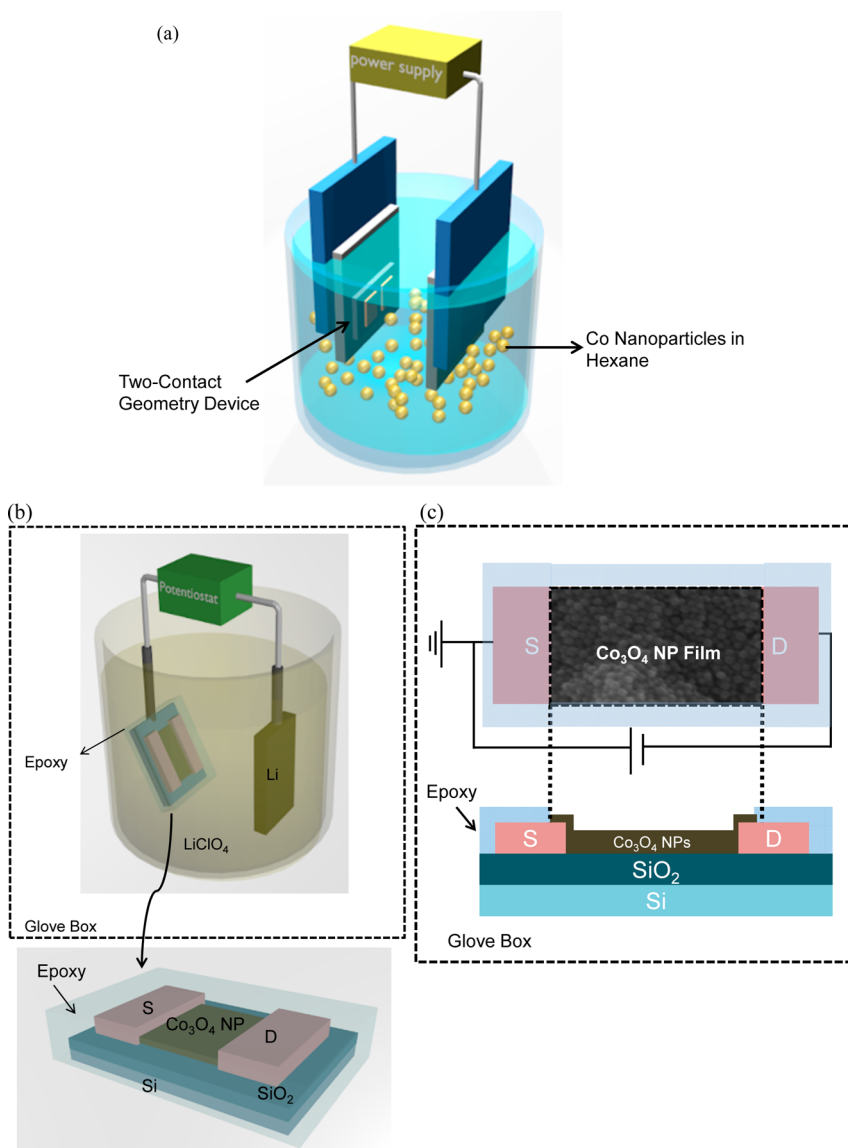 (a)
power supply
Co Nanoparticles in
Hexane
Two-Contact
Geometry Device
(b)
Potentiostat
Epoxy
Li
LiClO₄
Glove Box
Epoxy
S
Co₃O₄ NP
D
Si
SiO₂
(c)
S
Co₃O₄ NP Film
D
Epoxy
S
Co₃O₄ NPs
D
SiO₂
Si
Glove Box